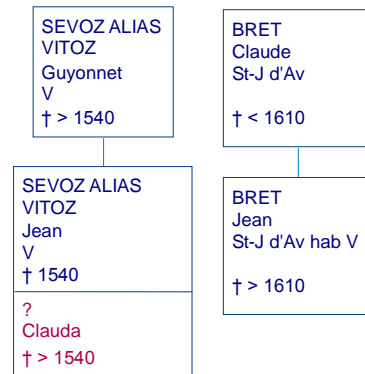 SEVOZ ALIAS
VITOZ
Guyonnet
V
† > 1540
BRET
Claude
St-J d'Av
† < 1610
SEVOZ ALIAS
VITOZ
Jean
V
† 1540
?
Clauda
† > 1540
BRET
Jean
St-J d'Av hab V
† > 1610